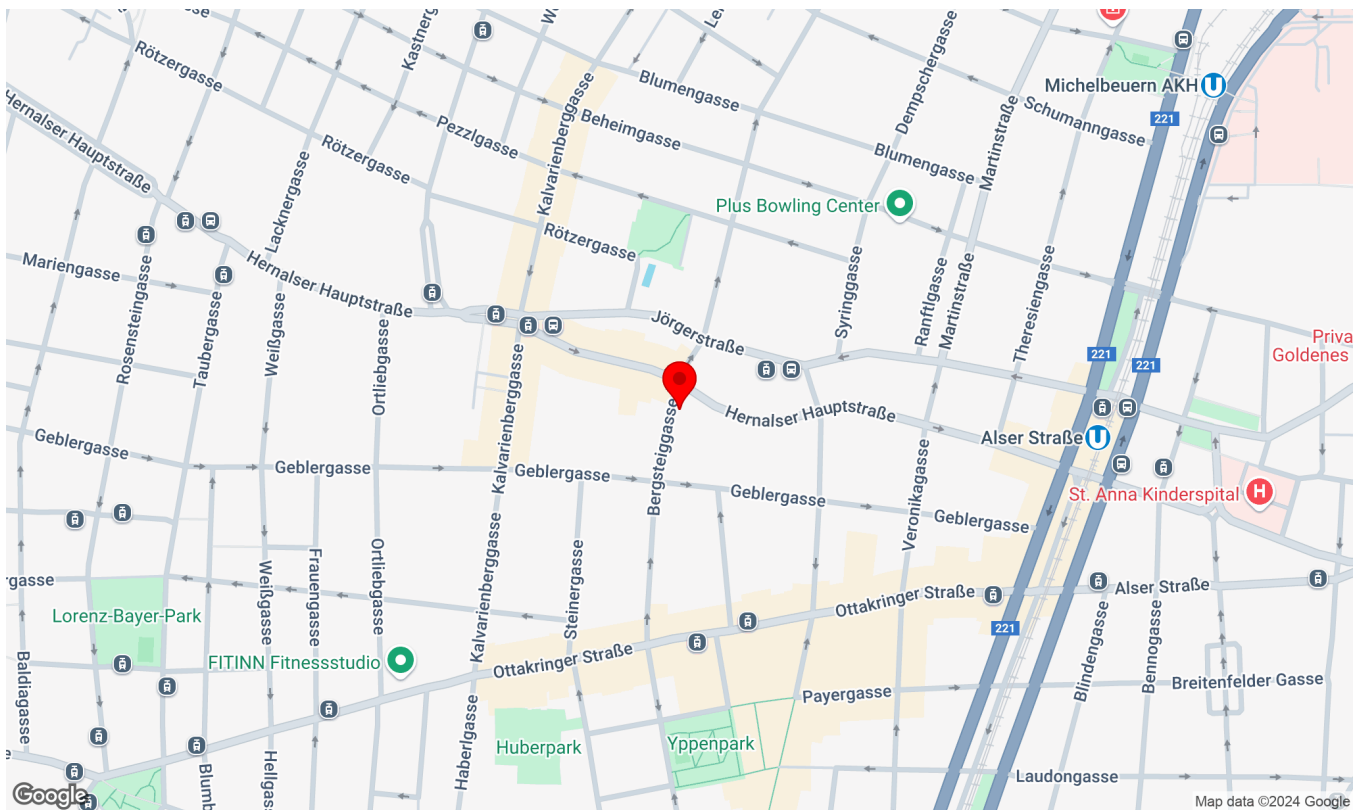 Michelbeuern AKH
221
Schumanngasse
Blumengasse
Dempschergasse
Martinstraße
Beheimgasse
Blumengasse
Kalvarienberggasse
Pezzlgasse
Rötzergasse
Hernalser Hauptstraße
Rötzergasse
Plus Bowling Center
Lacknergasse
Rötzergasse
Mariengasse
Hernalser Hauptstraße
Rosensteingasse
Taubergasse
Weißgasse
Ortliebgasse
Jörgerstraße
Syringgasse
Ranftlgasse
Martinstraße
Theresiengasse
Priva
Goldenes
221
221
Kalvarienberggasse
Hernalser Hauptstraße
Bergsteiggasse
Alser Straße
Geblergasse
Geblergasse
Geblergasse
Geblergasse
Geblergasse
Veronikagasse
St. Anna Kinderspital
H
Kalvarienberggasse
Steinergasse
Ortliebgasse
Frauengasse
Weißgasse
rgasse
Lorenz-Bayer-Park
FITINN Fitnessstudio
Ottakringer Straße
Ottakringer Straße
Alser Straße
221
Blindengasse
Bennogasse
Breitenfelder Gasse
Payergasse
Baldiagasse
Haberlgasse
Huberpark
Yppenpark
Hellgasse
Blumb
Laudongasse
Google
Map data ©2024 Google